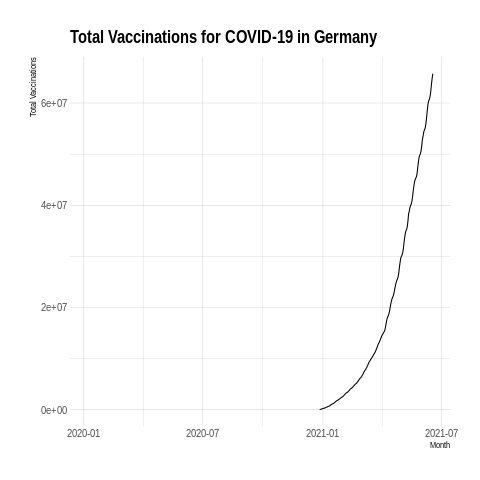 Total Vaccinations for COVID-19 in Germany
Total Vaccinations
6e+07
4e+07
2e+07
0e+00
2020-01 2020-07 2021-01 2021-07
Month